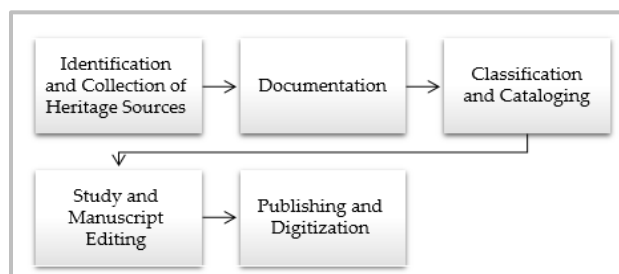 Identification
and Collection of
Heritage Sources
Documentation
Classification
and Cataloging
Study and
Manuscript
Editing
Publishing and
Digitization